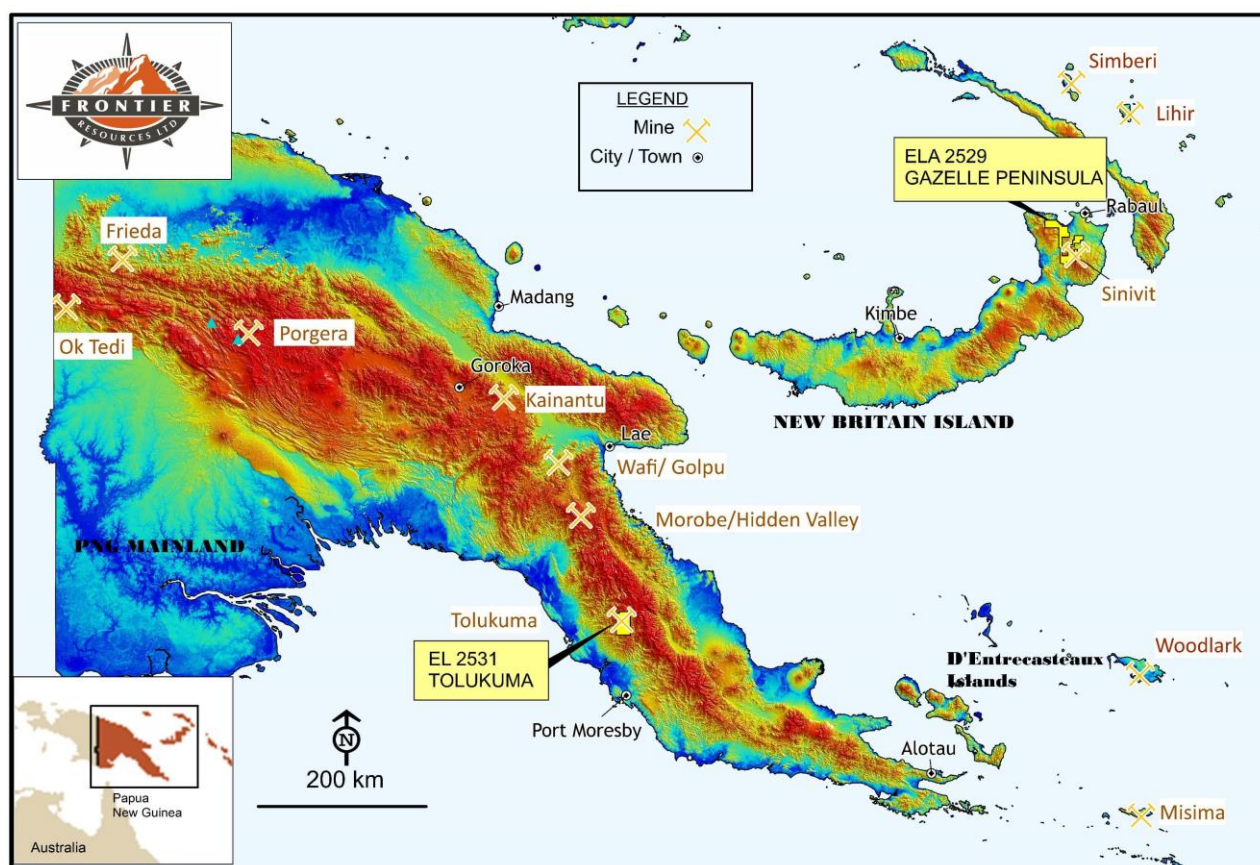 FRONTIER
RESOURCES LTD
LEGEND
Mine
City / Town
Simberi
Lihir
ELA 2529
GAZELLE PENINSULA
Rabaul
Sinivit
Kimbe
NEW BRITAIN ISLAND
Frieda
Madang
Ok Tedi
Porgera
Goroka
Kainantu
Lae
Wafi/ Golpu
Morobe/Hidden Valley
PNG MAINLAND
Tolukuma
EL 2531
TOLUKUMA
Port Moresby
D'Entrecasteaux
Islands
Woodlark
Alotau
Misima
N
200 km
Papua
New Guinea
Australia